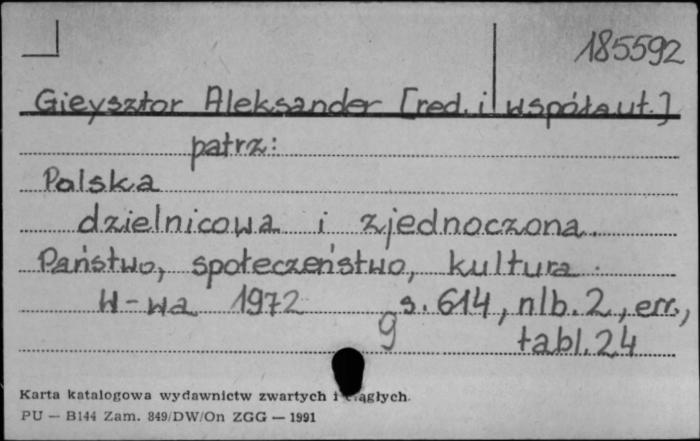 185592
Gieysztor Aleksander [red. i współaut.]
patrz:
Polska
dzielnicowa i zjednoczona.
Państwo, społeczeństwo, kultura.
W-wa 1972 s. 614, nlb. 2, err.,
9 tabl. 24
Karta katalogowa wydawnictw zwartych i ciągłych.
PU — B144 Zam. 849/DW/On ZGG — 1991